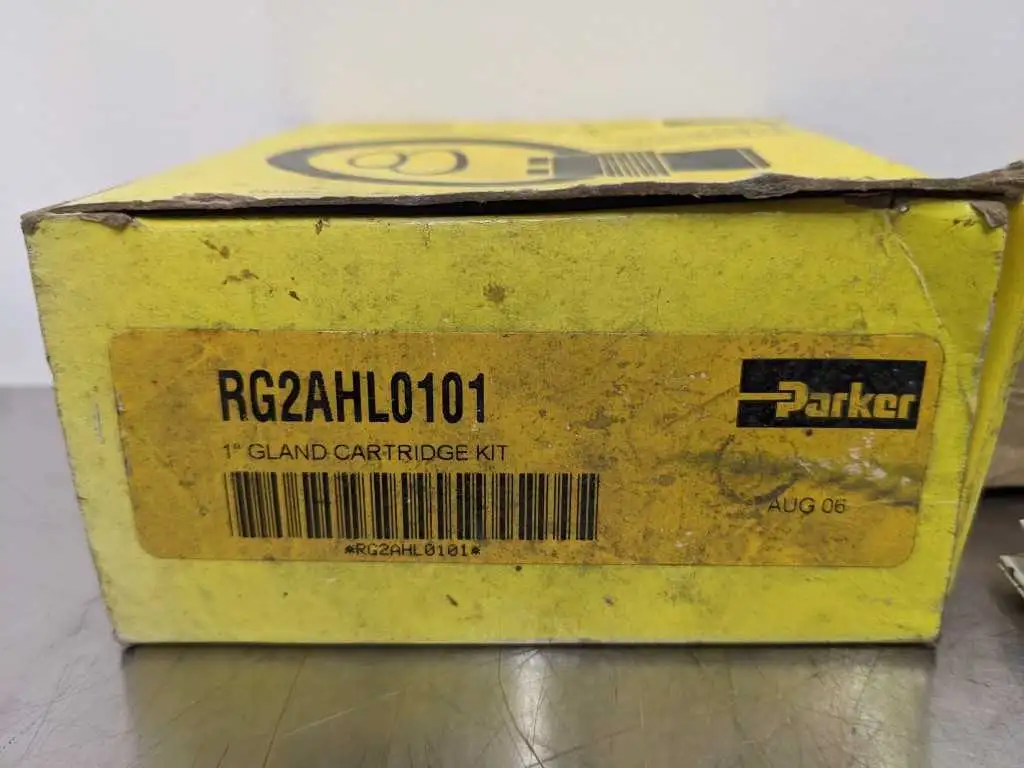 RG2AHL0101
Parker
1" GLAND CARTRIDGE KIT
AUG 06
*RG2AHL0101*